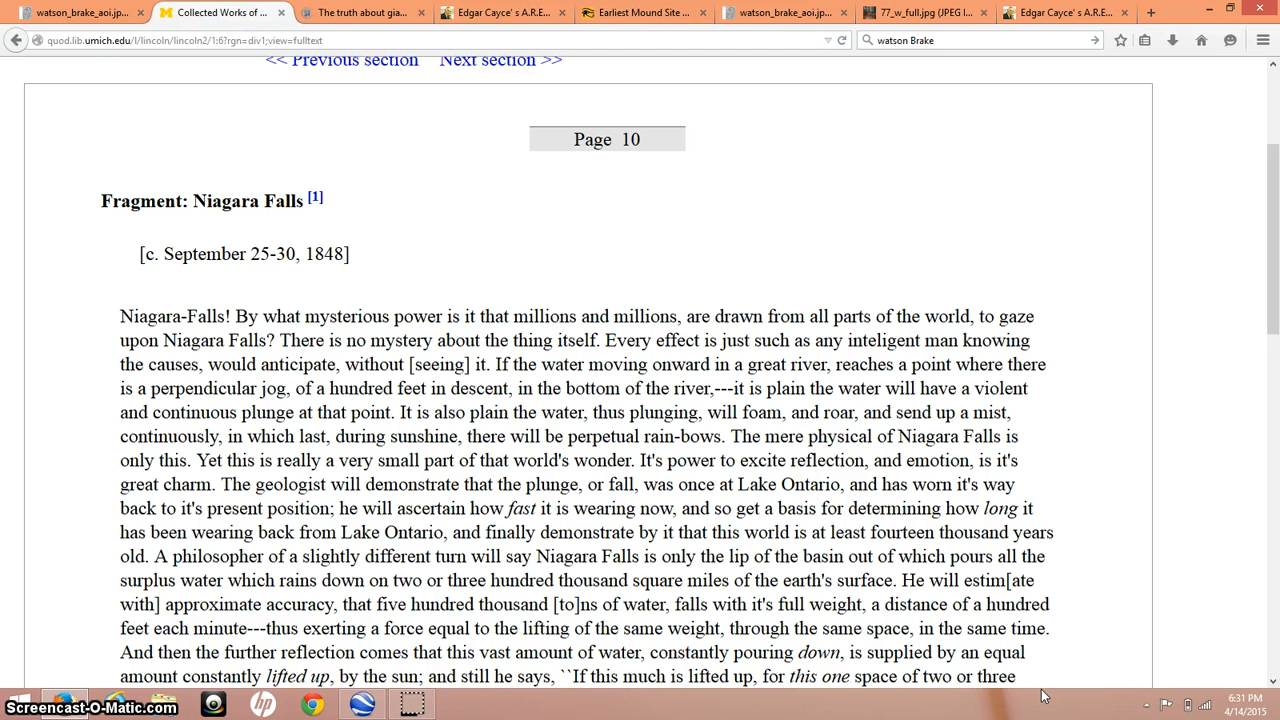 watson_brake_aoi.jp...
Collected Works of ...
The truth about gia...
Edgar Cayce' s A.R.E...
Earliest Mound Site ...
watson_brake_aoi.jp...
77_w_full.jpg (JPEG I...
Edgar Cayce' s A.R.E...
quod.lib.umich.edu/l/lincoln/lincoln2/1:6?rgn=div1;view=fulltext
watson Brake
<< Previous section Next section >>
Page 10
Fragment: Niagara Falls [1]
[c. September 25-30, 1848]
Niagara-Falls! By what mysterious power is it that millions and millions, are drawn from all parts of the world, to gaze
upon Niagara Falls? There is no mystery about the thing itself. Every effect is just such as any inteligent man knowing
the causes, would anticipate, without [seeing] it. If the water moving onward in a great river, reaches a point where there
is a perpendicular jog, of a hundred feet in descent, in the bottom of the river,---it is plain the water will have a violent
and continuous plunge at that point. It is also plain the water, thus plunging, will foam, and roar, and send up a mist,
continuously, in which last, during sunshine, there will be perpetual rain-bows. The mere physical of Niagara Falls is
only this. Yet this is really a very small part of that world's wonder. It's power to excite reflection, and emotion, is it's
great charm. The geologist will demonstrate that the plunge, or fall, was once at Lake Ontario, and has worn it's way
back to it's present position; he will ascertain how fast it is wearing now, and so get a basis for determining how long it
has been wearing back from Lake Ontario, and finally demonstrate by it that this world is at least fourteen thousand years
old. A philosopher of a slightly different turn will say Niagara Falls is only the lip of the basin out of which pours all the
surplus water which rains down on two or three hundred thousand square miles of the earth's surface. He will estim[ate
with] approximate accuracy, that five hundred thousand [to]ns of water, falls with it's full weight, a distance of a hundred
feet each minute---thus exerting a force equal to the lifting of the same weight, through the same space, in the same time.
And then the further reflection comes that this vast amount of water, constantly pouring down, is supplied by an equal
amount constantly lifted up, by the sun; and still he says, ``If this much is lifted up, for this one space of two or three
Screencast-O-Matic.com
hp
6:31 PM
4/14/2015